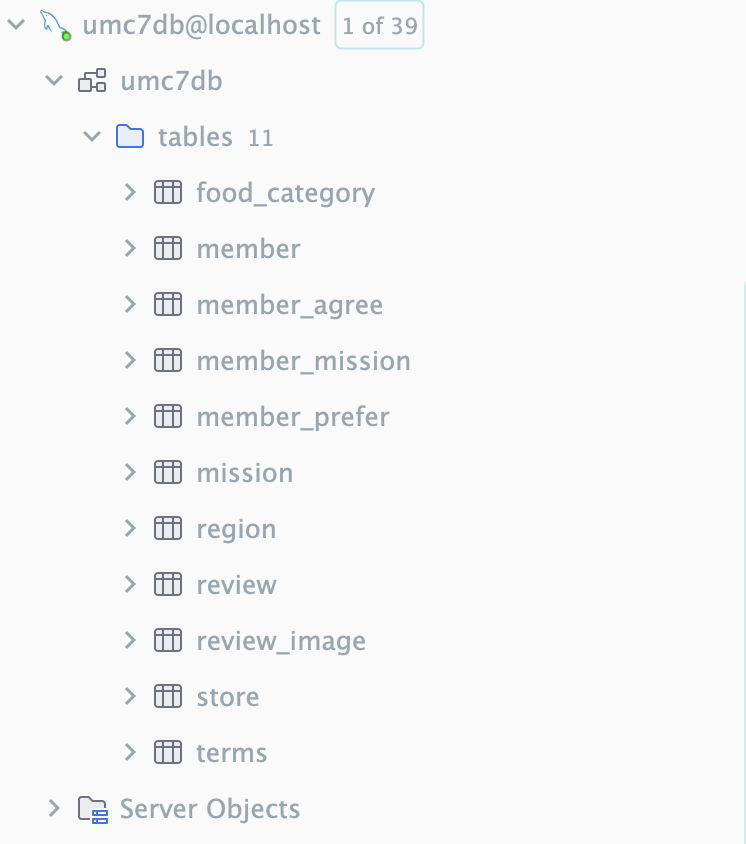 umc7db@localhost 1 of 39
umc7db
tables 11
food_category
member
member_agree
member_mission
member_prefer
mission
region
review
review_image
store
terms
Server Objects